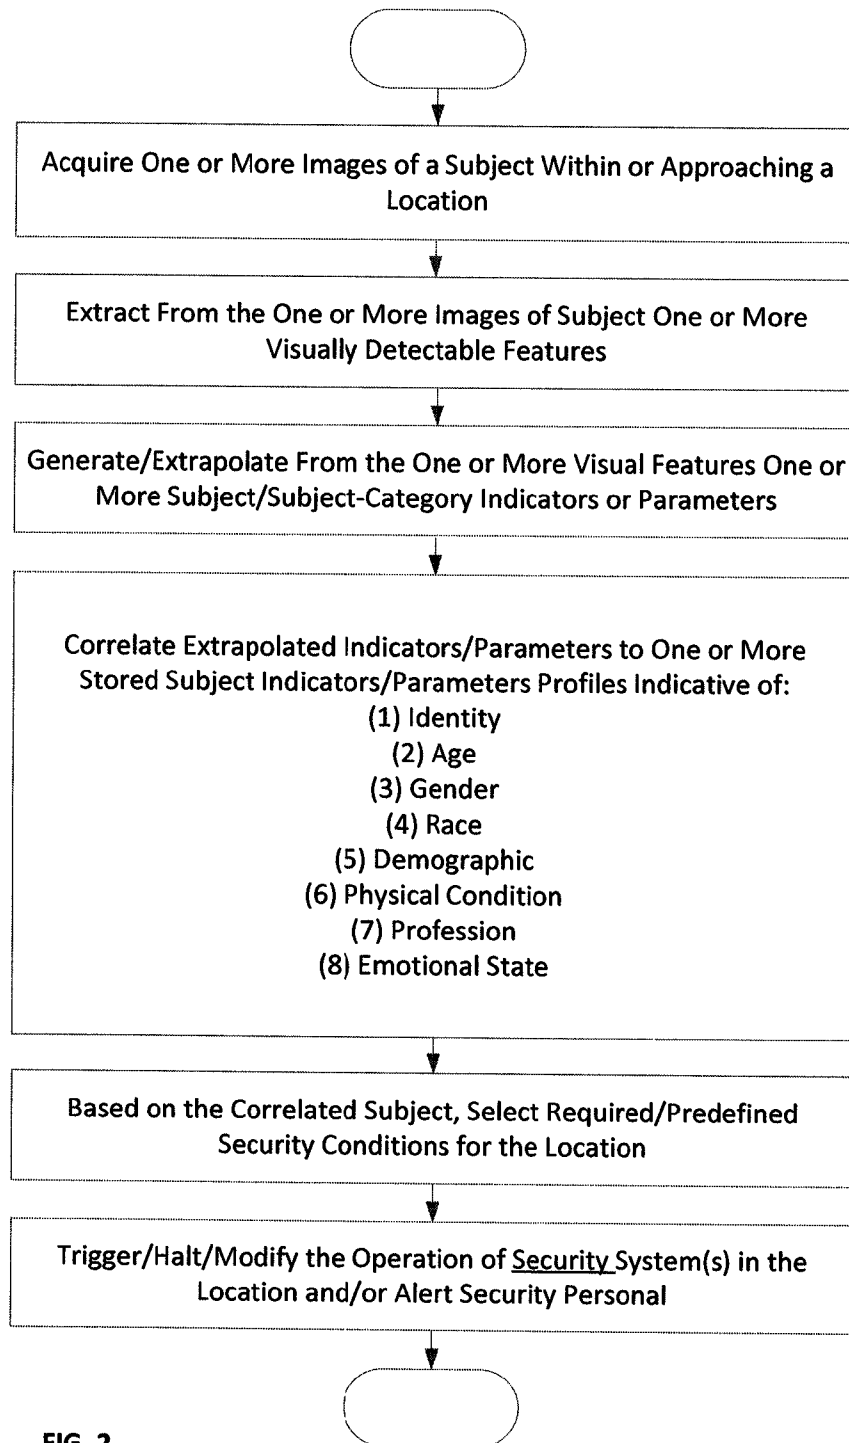 Acquire One or More Images of a Subject Within or Approaching a
Location
Extract From the One or More Images of Subject One or More
Visually Detectable Features
Generate/Extrapolate From the One or More Visual Features One or
More Subject/Subject-Category Indicators or Parameters
Correlate Extrapolated Indicators/Parameters to One or More
Stored Subject Indicators/Parameters Profiles Indicative of:
(1) Identity
(2) Age
(3) Gender
(4) Race
(5) Demographic
(6) Physical Condition
(7) Profession
(8) Emotional State
Based on the Correlated Subject, Select Required/Predefined
Security Conditions for the Location
Trigger/Halt/Modify the Operation of Security System(s) in the
Location and/or Alert Security Personal
FIG. 2